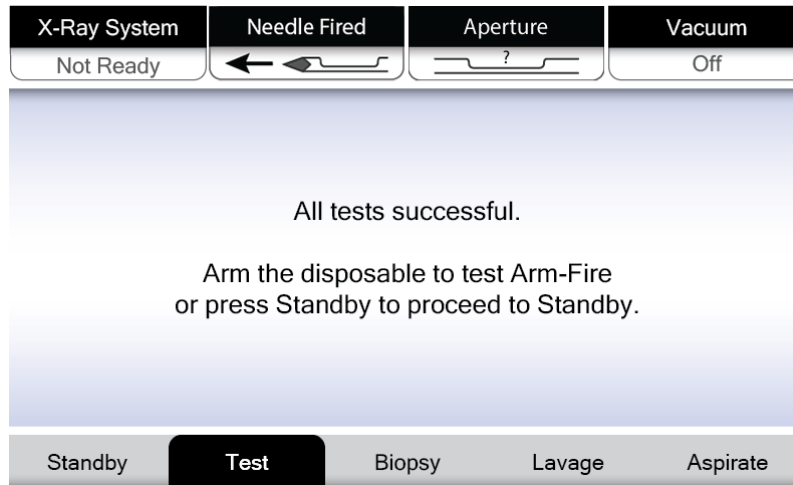 X-Ray System Needle Fired Aperture Vacuum
Not Ready ? Off
All tests successful.
Arm the disposable to test Arm-Fire
or press Standby to proceed to Standby.
Standby Test Biopsy Lavage Aspirate